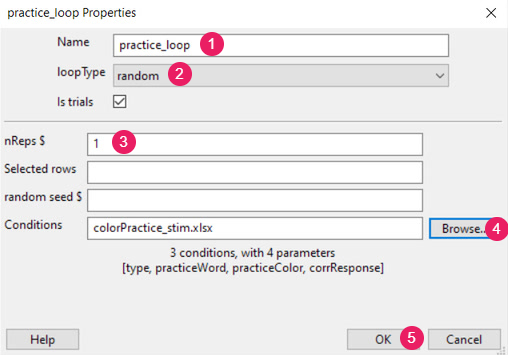 practice_loop Properties
Name practice_loop 1
loopType random 2
Is trials
nReps $ 1 3
Selected rows
random seed $
Conditions colorPractice_stim.xlsx Browse... 4
3 conditions, with 4 parameters
[type, practiceWord, practiceColor, corrResponse]
Help OK 5 Cancel